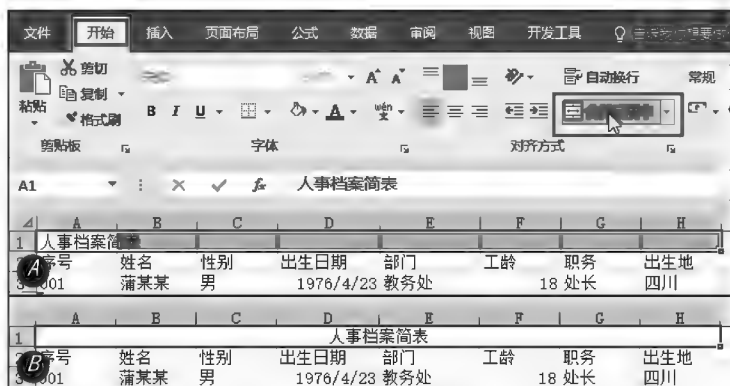 文件 开始 插入 页面布局 公式 数据 审阅 视图 开发工具
剪切
复制
格式刷
粘贴
B I U A wén 变
自动换行 常规
剪贴板 字体 对齐方式
A1 fx 人事档案简表
A B C D E F G H
1 人事档案简表
序号 姓名 性别 出生日期 部门 工龄 职务 出生地
3 001 蒲某某 男 1976/4/23 教务处 18 处长 四川
A
A B C D E F G H
1 人事档案简表
序号 姓名 性别 出生日期 部门 工龄 职务 出生地
3 001 蒲某某 男 1976/4/23 教务处 18 处长 四川
B